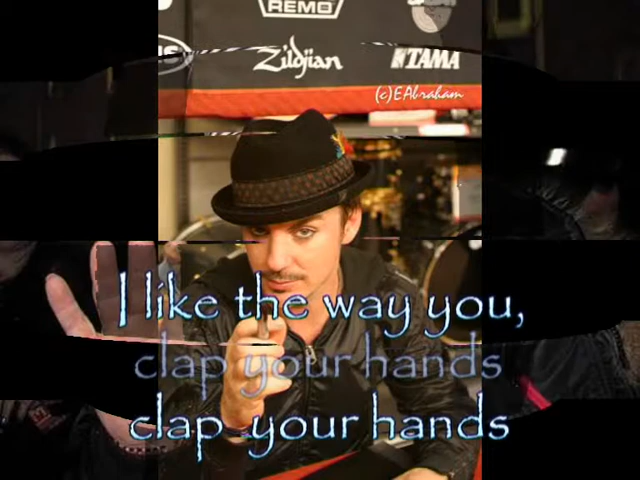 REMO
Zildjian
TAMA
(c)EAbraham
I like the way you,
clap your hands
clap your hands